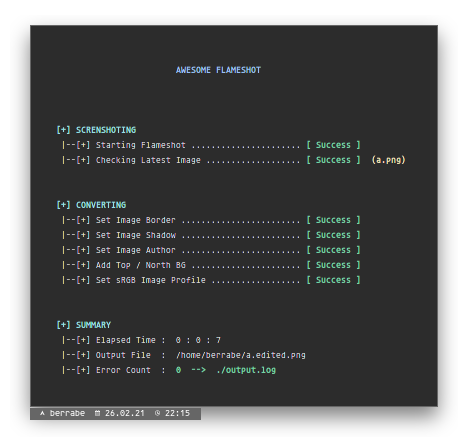 AWESOME FLAMESHOT
[+] SCRENSHOTING
|--[+] Starting Flameshot ...................... [ Success ]
|--[+] Checking Latest Image ................... [ Success ] (a.png)
[+] CONVERTING
|--[+] Set Image Border ........................ [ Success ]
|--[+] Set Image Shadow ........................ [ Success ]
|--[+] Set Image Author ........................ [ Success ]
|--[+] Add Top / North BG ...................... [ Success ]
|--[+] Set sRGB Image Profile .................. [ Success ]
[+] SUMMARY
|--[+] Elapsed Time : 0 : 0 : 7
|--[+] Output File : /home/berrabe/a.edited.png
|--[+] Error Count : 0 --> ./output.log
berrabe 26.02.21 22:15